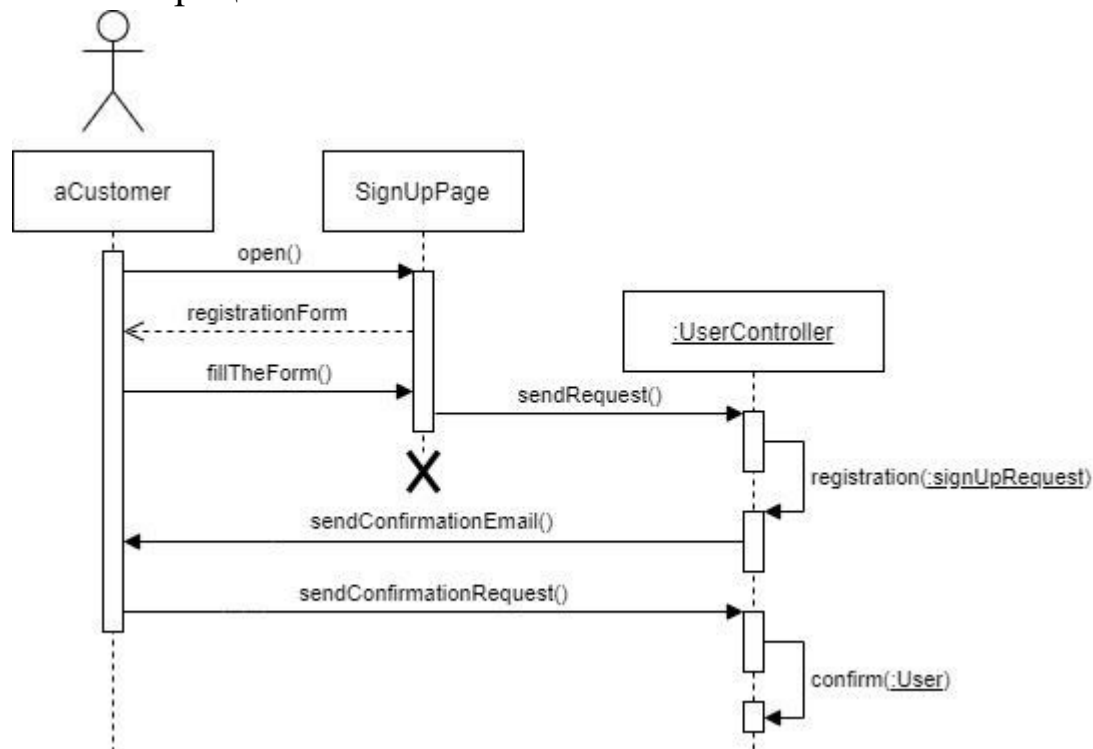 aCustomer
SignUpPage
open()
registrationForm
:UserController
fillTheForm()
sendRequest()
registration(:signUpRequest)
sendConfirmationEmail()
sendConfirmationRequest()
confirm(:User)